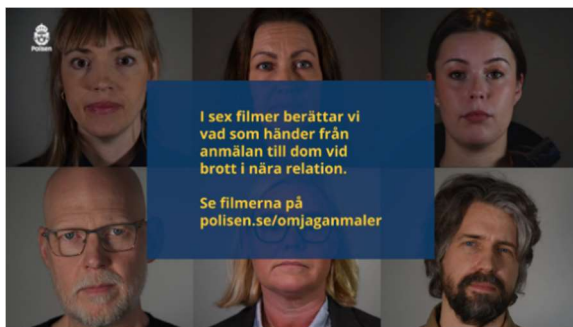 Polisen
I sex filmer berättar vi
vad som händer från
anmälan till dom vid
brott i nära relation.
Se filmerna på
polisen.se/omjaganmaler